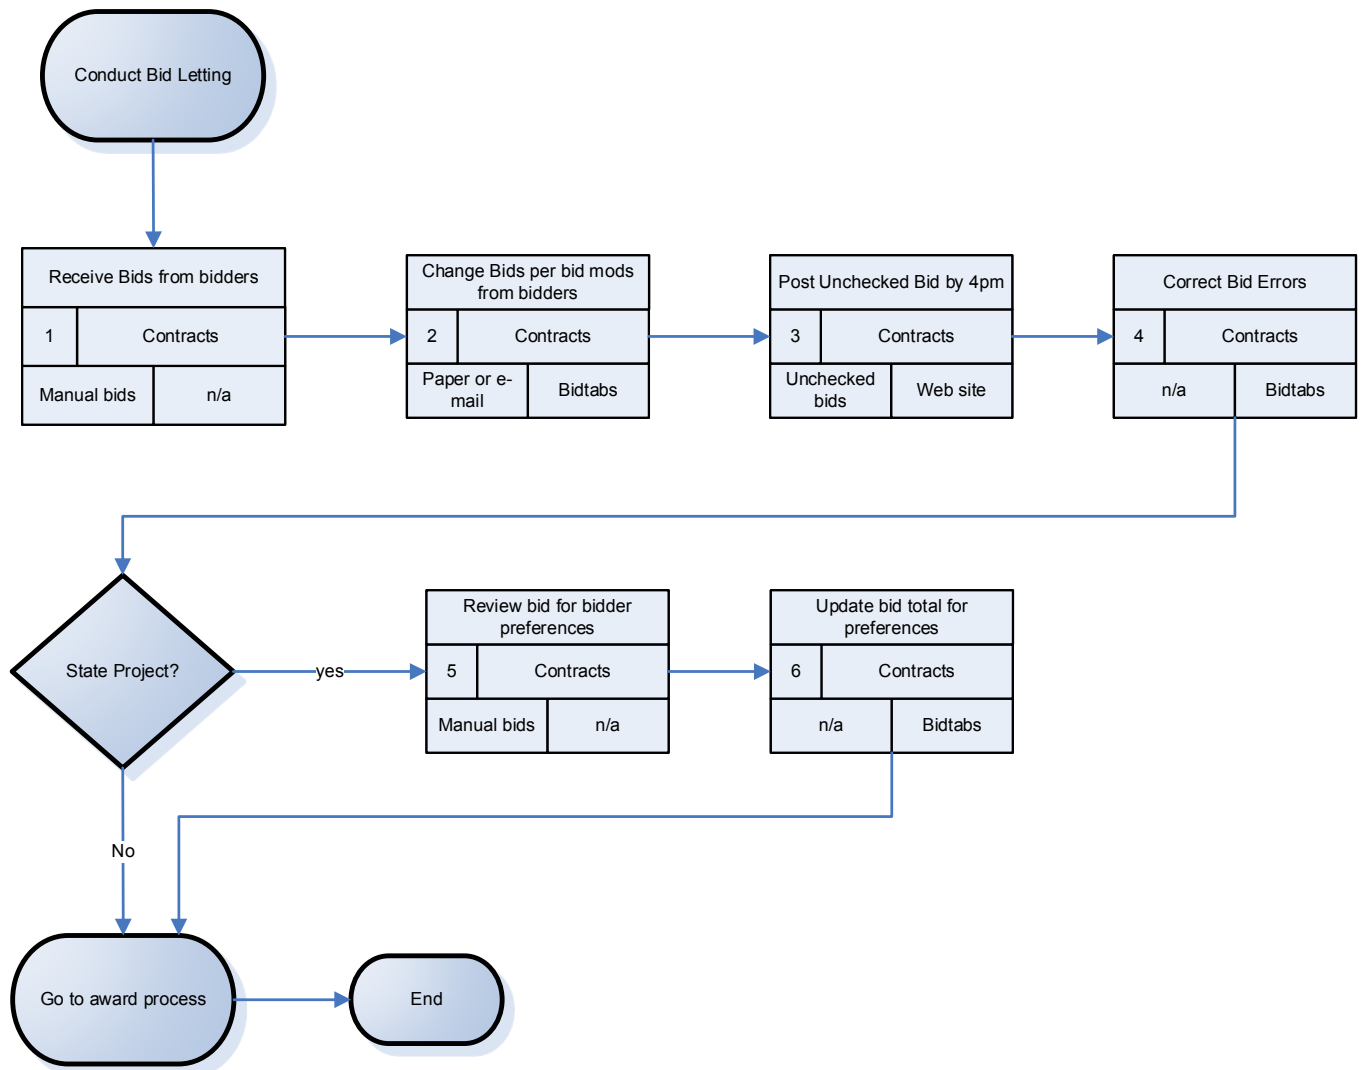 Conduct Bid Letting
Receive Bids from bidders
1
Contracts
Manual bids
n/a
Change Bids per bid mods
from bidders
2
Contracts
Paper or e-
mail
Bidtabs
Post Unchecked Bid by 4pm
3
Contracts
Unchecked
bids
Web site
Correct Bid Errors
4
Contracts
n/a
Bidtabs
State Project?
yes
Review bid for bidder
preferences
5
Contracts
Manual bids
n/a
Update bid total for
preferences
6
Contracts
n/a
Bidtabs
No
Go to award process
End